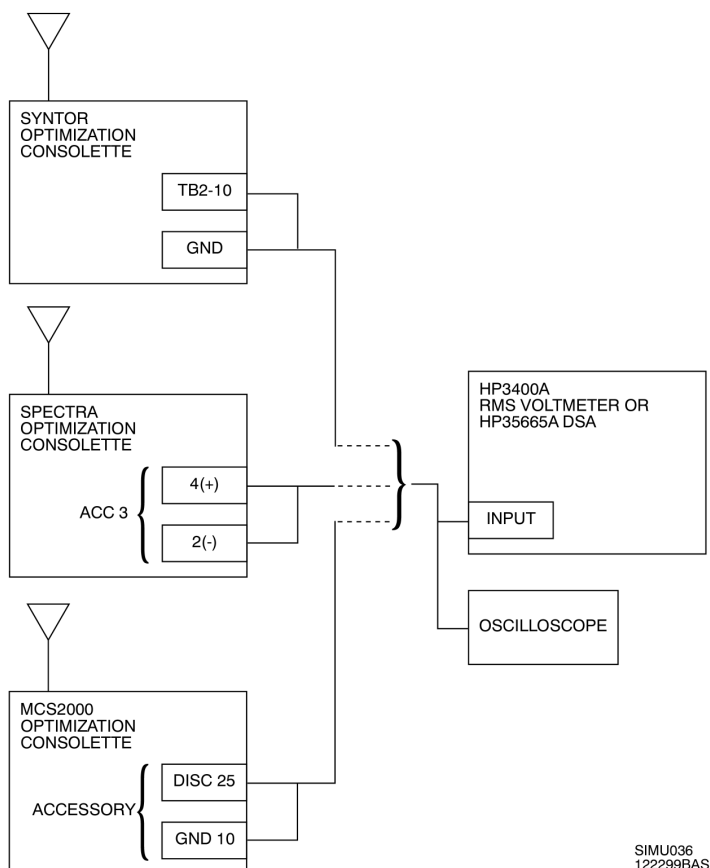 SYNTOR
OPTIMIZATION
CONSOLETTE
TB2-10
GND
SPECTRA
OPTIMIZATION
CONSOLETTE
ACC 3
4(+)
2(-)
HP3400A
RMS VOLTMETER OR
HP35665A DSA
INPUT
OSCILLOSCOPE
MCS2000
OPTIMIZATION
CONSOLETTE
ACCESSORY
DISC 25
GND 10
SIMU036
122299BAS